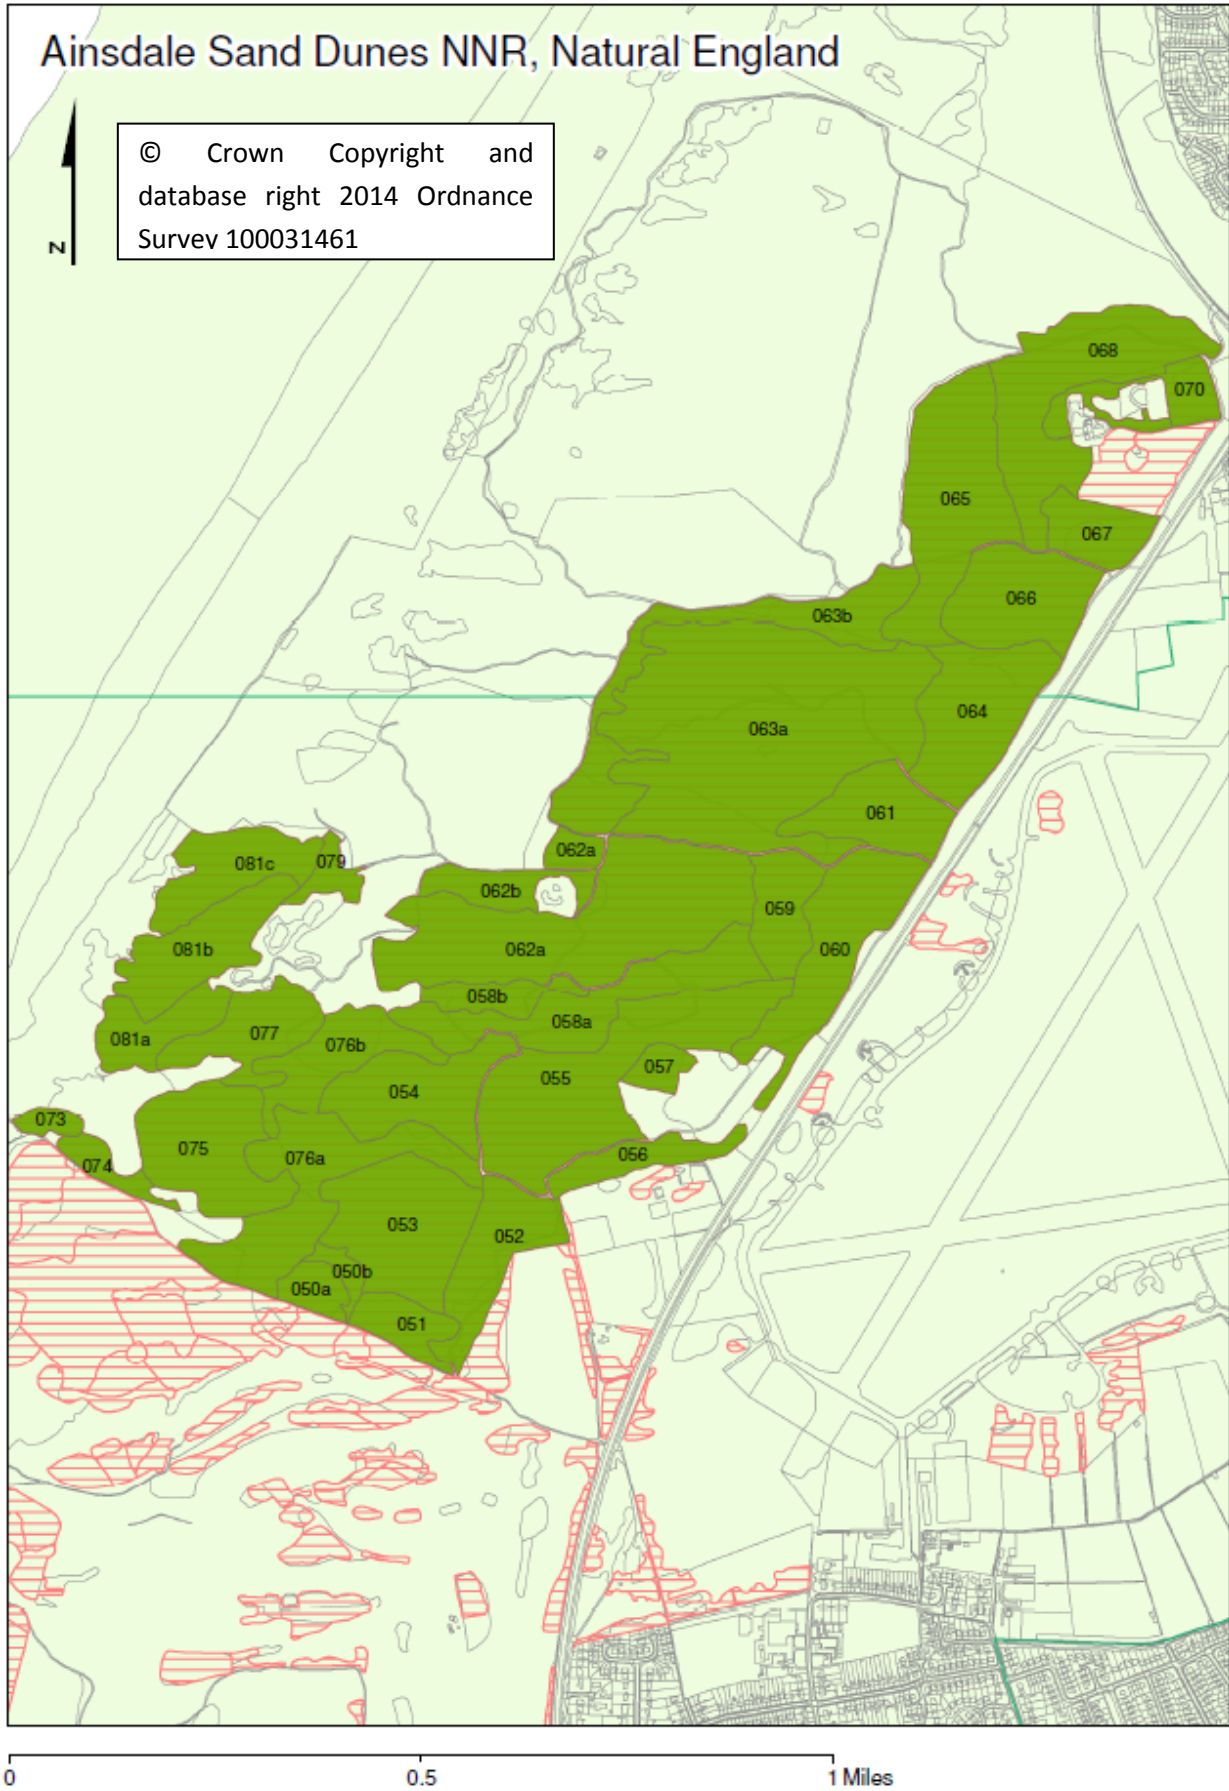 Ainsdale Sand Dunes NNR, Natural England
© Crown Copyright and
database right 2014 Ordnance
Survey 100031461
N
068
070
065
067
066
063b
064
063a
061
062a
081c
079
062b
059
081b
062a
060
058b
058a
081a
077
076b
057
055
054
073
075
056
074
076a
053
052
050b
050a
051
0
0.5
1 Miles